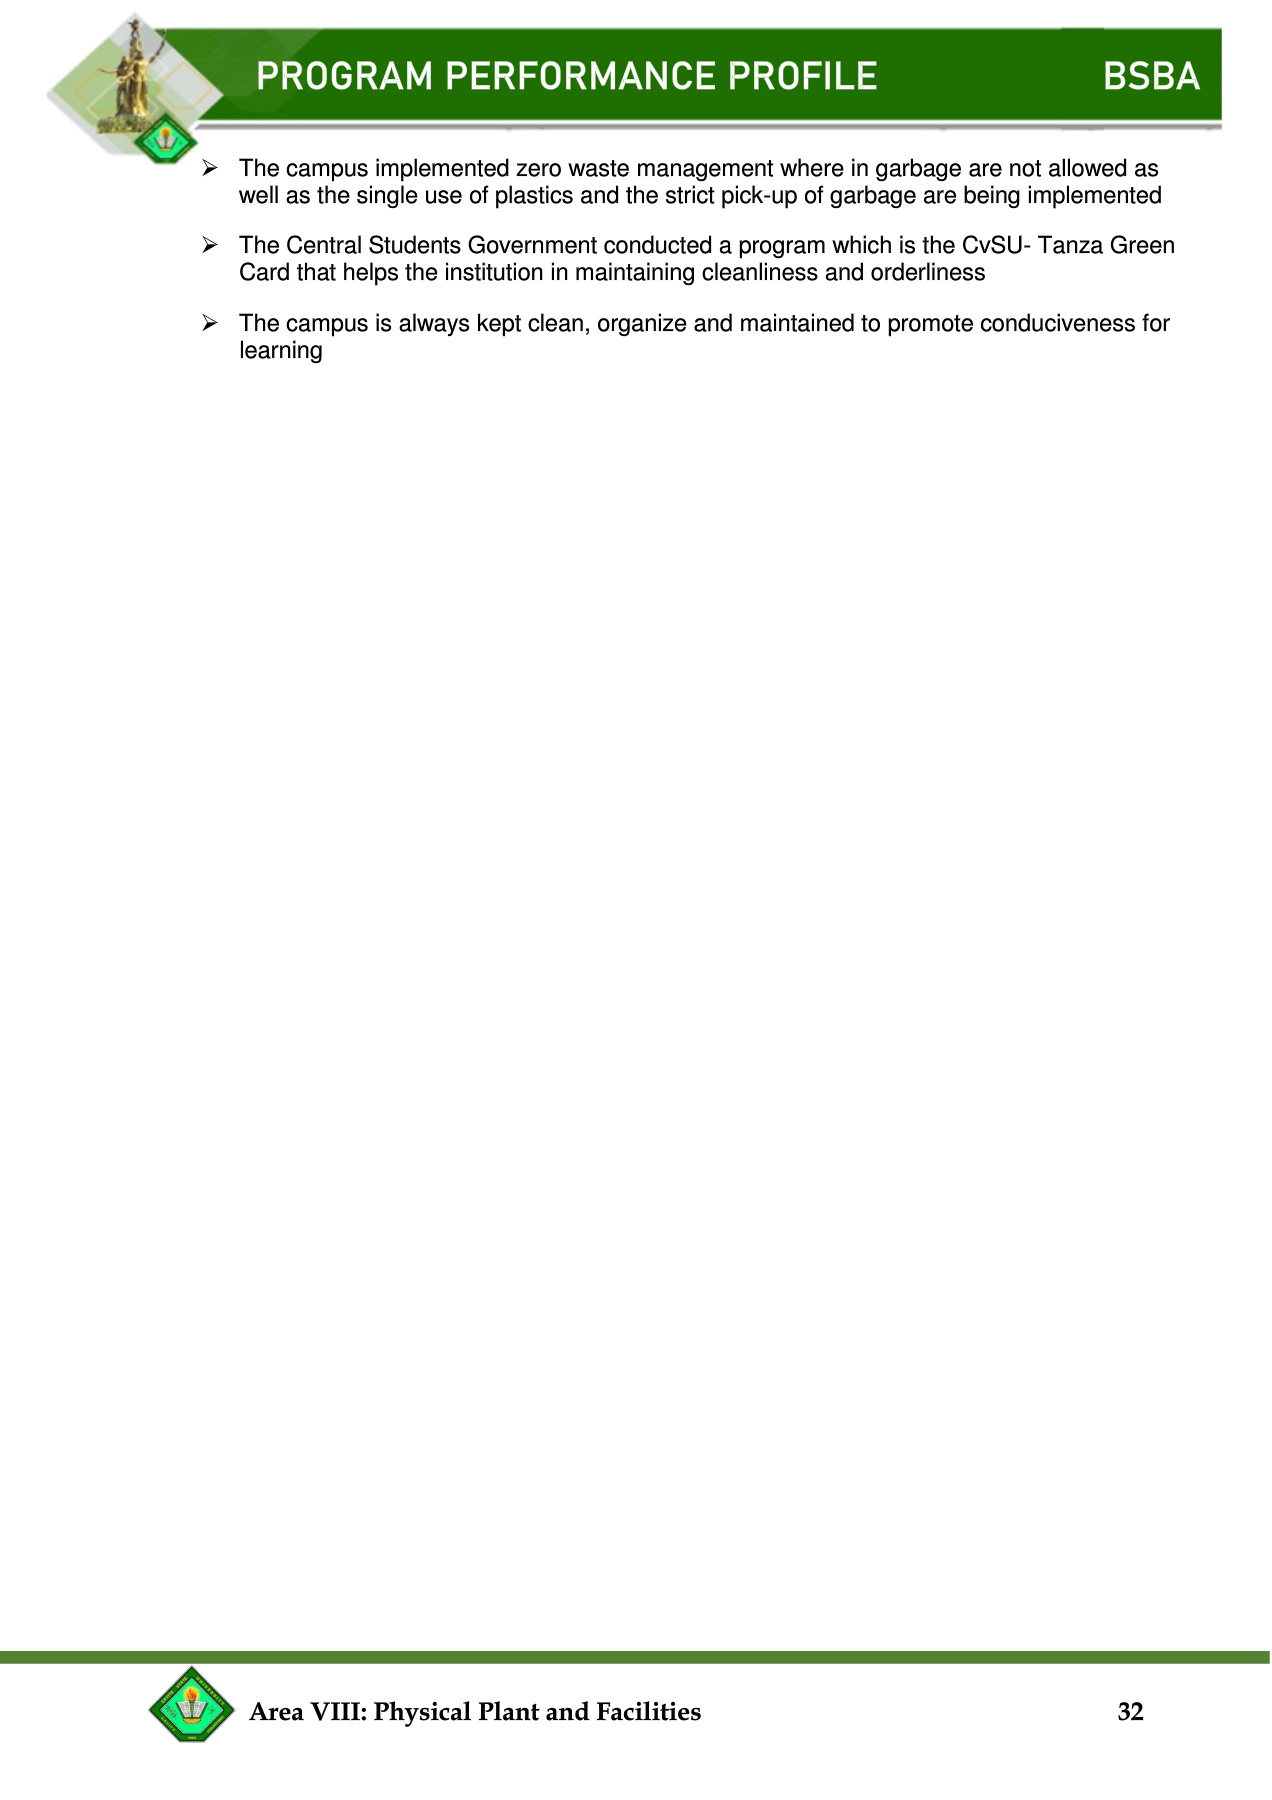 PROGRAM PERFORMANCE PROFILE BSBA
➢ The campus implemented zero waste management where in garbage are not allowed as
well as the single use of plastics and the strict pick-up of garbage are being implemented
➢ The Central Students Government conducted a program which is the CvSU- Tanza Green
Card that helps the institution in maintaining cleanliness and orderliness
➢ The campus is always kept clean, organize and maintained to promote conduciveness for
learning
Area VIII: Physical Plant and Facilities 32